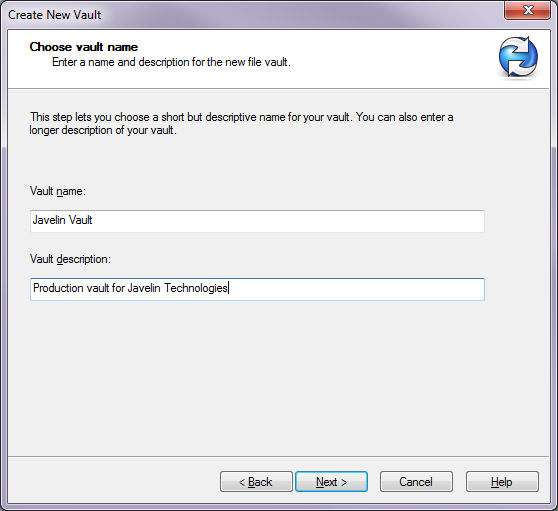 Create New Vault
Choose vault name
Enter a name and description for the new file vault.
This step lets you choose a short but descriptive name for your vault. You can also enter a
longer description of your vault.
Vault name:
Javelin Vault
Vault description:
Production vault for Javelin Technologies
< Back
Next >
Cancel
Help